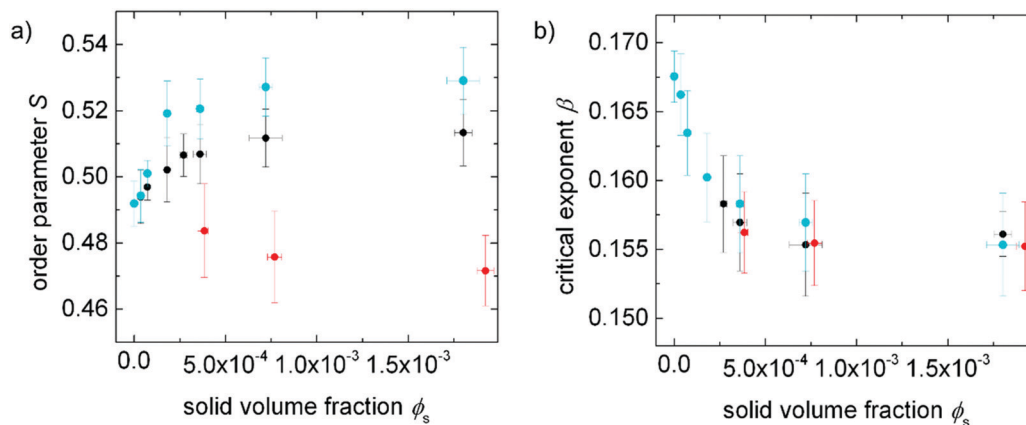 a)
order parameter S
0.54
0.52
0.50
0.48
0.46
0.0
5.0x10⁻⁴
1.0x10⁻³
1.5x10⁻³
solid volume fraction ϕₛ
b)
critical exponent β
0.170
0.165
0.160
0.155
0.150
0.0
5.0x10⁻⁴
1.0x10⁻³
1.5x10⁻³
solid volume fraction ϕₛ